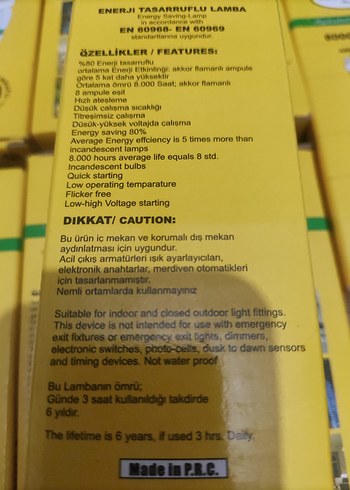 ENERJI TASARRUFLU LAMBA
Energy Saving-Lamp
in accordance with
EN 60968- EN 60969
standartlarına uygundur.
ÖZELLİKLER / FEATURES:
%80 Enerji tasarruflu
ortalama Enerji Etkinliği; akkor flamanlı ampule
göre 5 kat daha yüksektir
Ortalama ömrü 8.000 Saat; akkor flamanlı
8 ampule eşit
Hızlı ateşleme
Düşük çalışma sıcaklığı
Titreşimsiz çalışma
Düşük-yüksek voltajda çalışma
Energy saving 80%
Average Energy effciency is 5 times more than
incandescent lamps
8.000 hours average life equals 8 std.
Incandescent bulbs
Quick starting
Low operating temparature
Flicker free
Low-high Voltage starting
DIKKAT/ CAUTION:
Bu ürün iç mekan ve korumalı dış mekan
aydınlatması için uygundur.
Acil çıkış armatürleri ışık ayarlayıcıları,
elektronik anahtarlar, merdiven otomatikleri
için tasarlanmamıştır.
Nemli ortamlarda kullanmayınız
Suitable for indoor and closed outdoor light fittings.
This device is not intended for use with emergency
exit fixtures or emergency exit lights, dimmers,
electronic switches, photo-cells, dusk to dawn sensors
and timing devices. Not water proof
Bu Lambanın ömrü;
Günde 3 saat kullanıldığı takdirde
6 yıldır.
The lifetime is 6 years, if used 3 hrs. Daily.
Made in P.R.C.